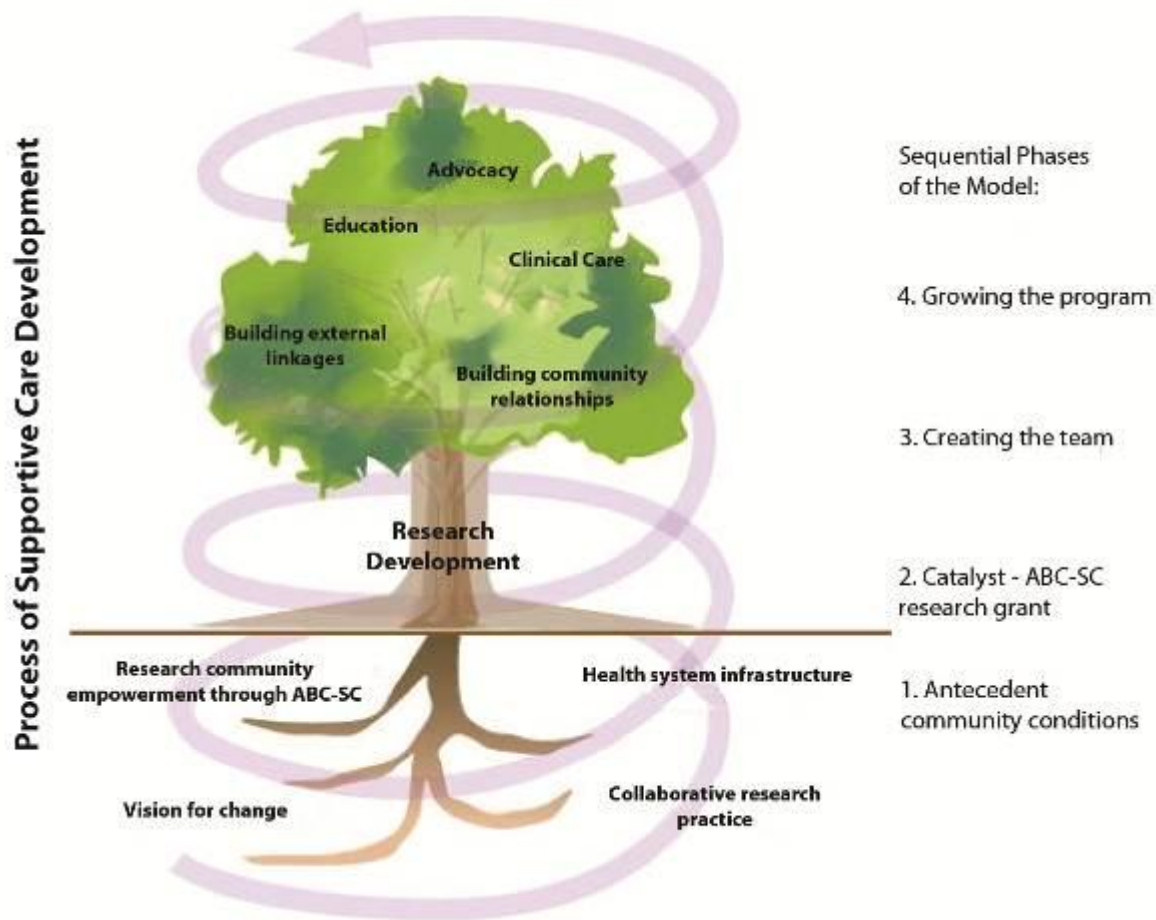 Process of Supportive Care Development
Advocacy
Education
Clinical Care
Building external
linkages
Building community
relationships
Research
Development
Research community
empowerment through ABC-SC
Health system infrastructure
Vision for change
Collaborative research
practice
Sequential Phases
of the Model:
4. Growing the program
3. Creating the team
2. Catalyst - ABC-SC
research grant
1. Antecedent
community conditions